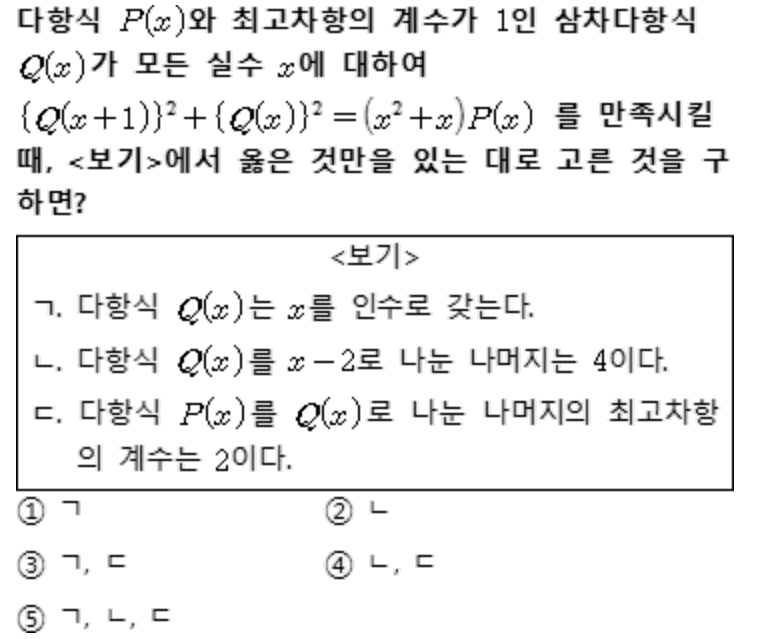 다항식 P(x)와 최고차항의 계수가 1인 삼차다항식
Q(x)가 모든 실수 x에 대하여
{Q(x+1)}²+{Q(x)}²=(x²+x)P(x) 를 만족시킬
때, <보기>에서 옳은 것만을 있는 대로 고른 것을 구
하면?
<보기>
ㄱ. 다항식 Q(x)는 x를 인수로 갖는다.
ㄴ. 다항식 Q(x)를 x-2로 나눈 나머지는 4이다.
ㄷ. 다항식 P(x)를 Q(x)로 나눈 나머지의 최고차항
의 계수는 2이다.
① ㄱ ② ㄴ
③ ㄱ, ㄷ ④ ㄴ, ㄷ
⑤ ㄱ, ㄴ, ㄷ